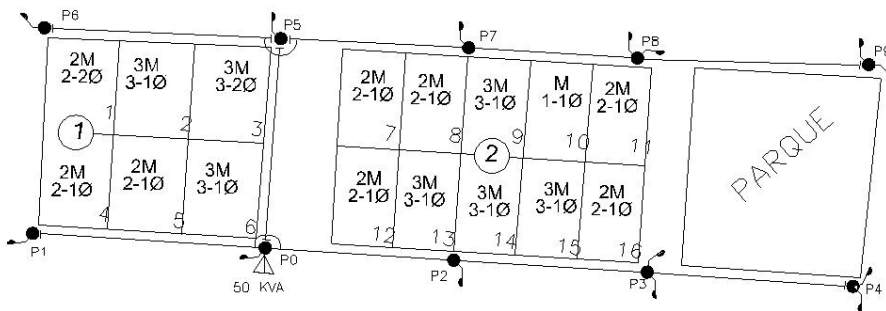 P6
P5
P7
P8
P9
2M
2-2Ø
1
3M
3-1Ø
2
3M
3-2Ø
3
2M
2-1Ø
7
2M
2-1Ø
8
3M
3-1Ø
9
M
1-1Ø
10
2M
2-1Ø
11
PARQUE
1
2
2M
2-1Ø
4
2M
2-1Ø
5
3M
3-1Ø
6
2M
2-1Ø
12
3M
3-1Ø
13
3M
3-1Ø
14
3M
3-1Ø
15
2M
2-1Ø
16
P1
P0
50 KVA
P2
P3
P4